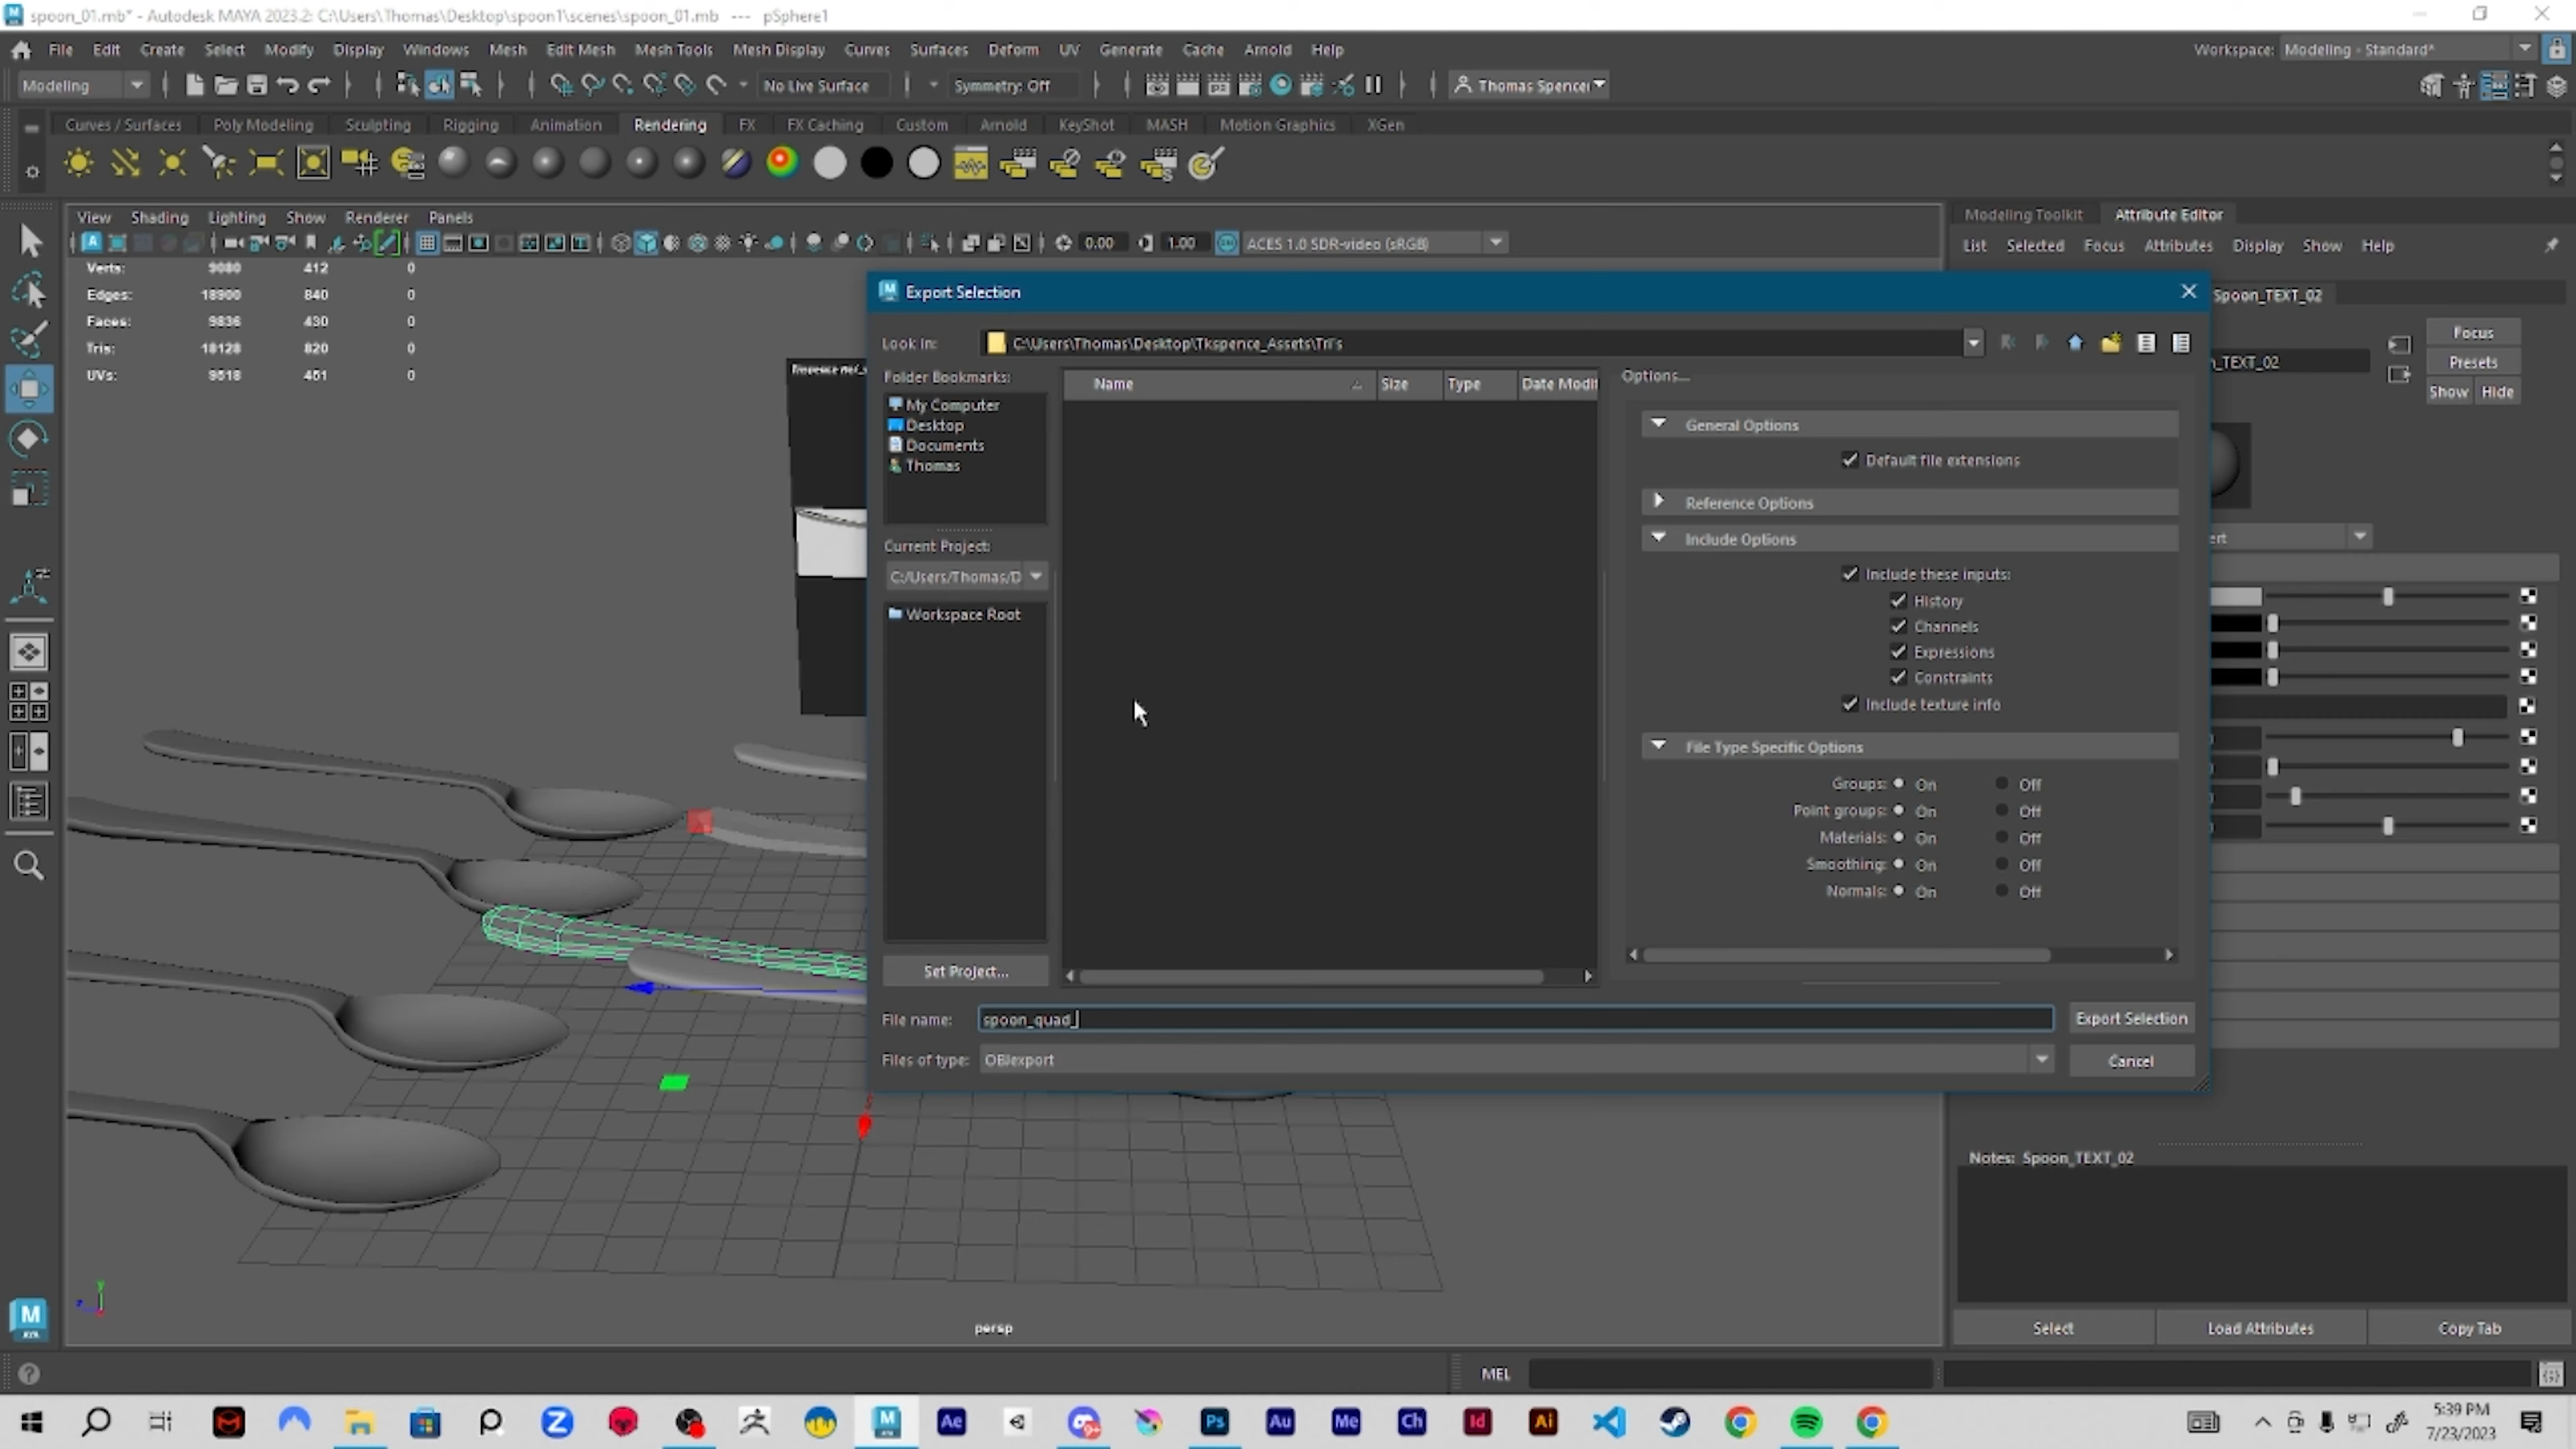 spoon_01.mb* - Autodesk MAYA 2023.2: C:\Users\Thomas\Desktop\spoon1\scenes\spoon_01.mb --- pSphere1
File Edit Create Select Modify Display Windows Mesh Edit Mesh Mesh Tools Mesh Display Curves Surfaces Deform UV Generate Cache Arnold Help
Workspace: Modeling - Standard*
Modeling No Live Surface Symmetry: Off Thomas Spencer
Curves / Surfaces Poly Modeling Sculpting Rigging Animation Rendering FX FX Caching Custom Arnold KeyShot MASH Motion Graphics XGen
View Shading Lighting Show Renderer Panels
Modeling Toolkit Attribute Editor
0.00 1.00 ACES 1.0 SDR-video (sRGB)
List Selected Focus Attributes Display Show Help
Verts: 9080 412 0
Edges: 18900 840 0
Faces: 9836 430 0
Tris: 18128 820 0
UVs: 9518 451 0
Export Selection
Spoon_TEXT_02
Look in: C:\Users\Thomas\Desktop\Tkspence_Assets\Tri's
Focus
_TEXT_02
Presets
Show Hide
Folder Bookmarks:
My Computer
Desktop
Documents
Thomas
Name Size Type Date Modi
Options...
General Options
Default file extensions
Reference Options
Include Options
Include these inputs:
History
Channels
Expressions
Constraints
Include texture info
File Type Specific Options
Groups: On Off
Point groups: On Off
Materials: On Off
Smoothing: On Off
Normals: On Off
Current Project:
C:/Users/Thomas/D
Workspace Root
Set Project...
File name: spoon_quad_
Export Selection
Files of type: OBJexport
Cancel
Notes: Spoon_TEXT_02
persp
Select Load Attributes Copy Tab
MEL
5:39 PM
7/23/2023